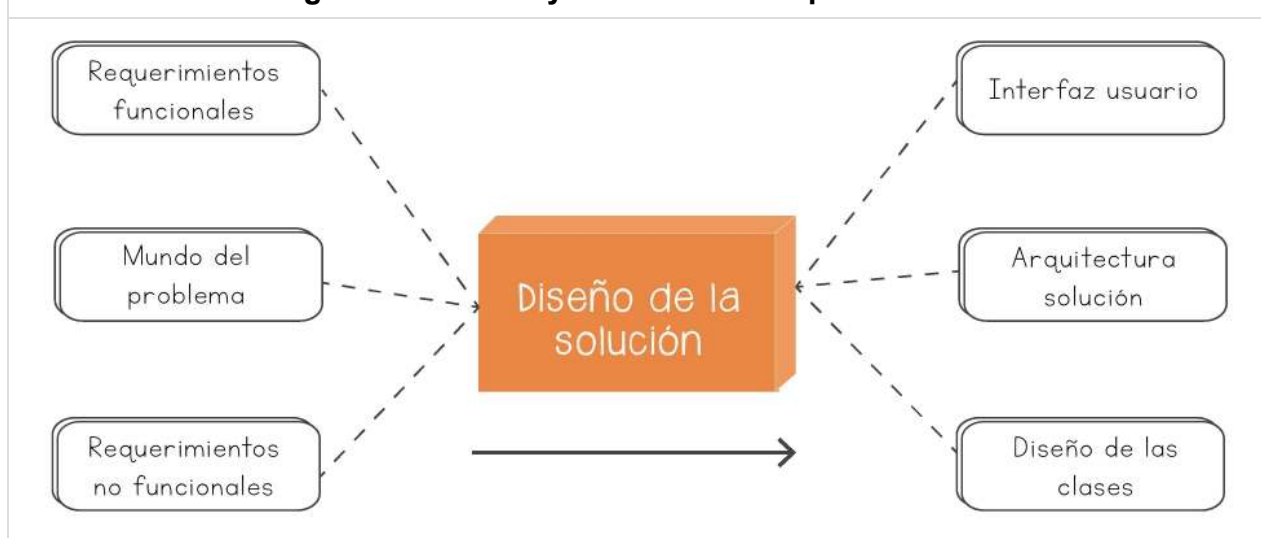 Requerimientos
funcionales
Mundo del
problema
Requerimientos
no funcionales
Diseño de la
solución
Interfaz usuario
Arquitectura
solución
Diseño de las
clases